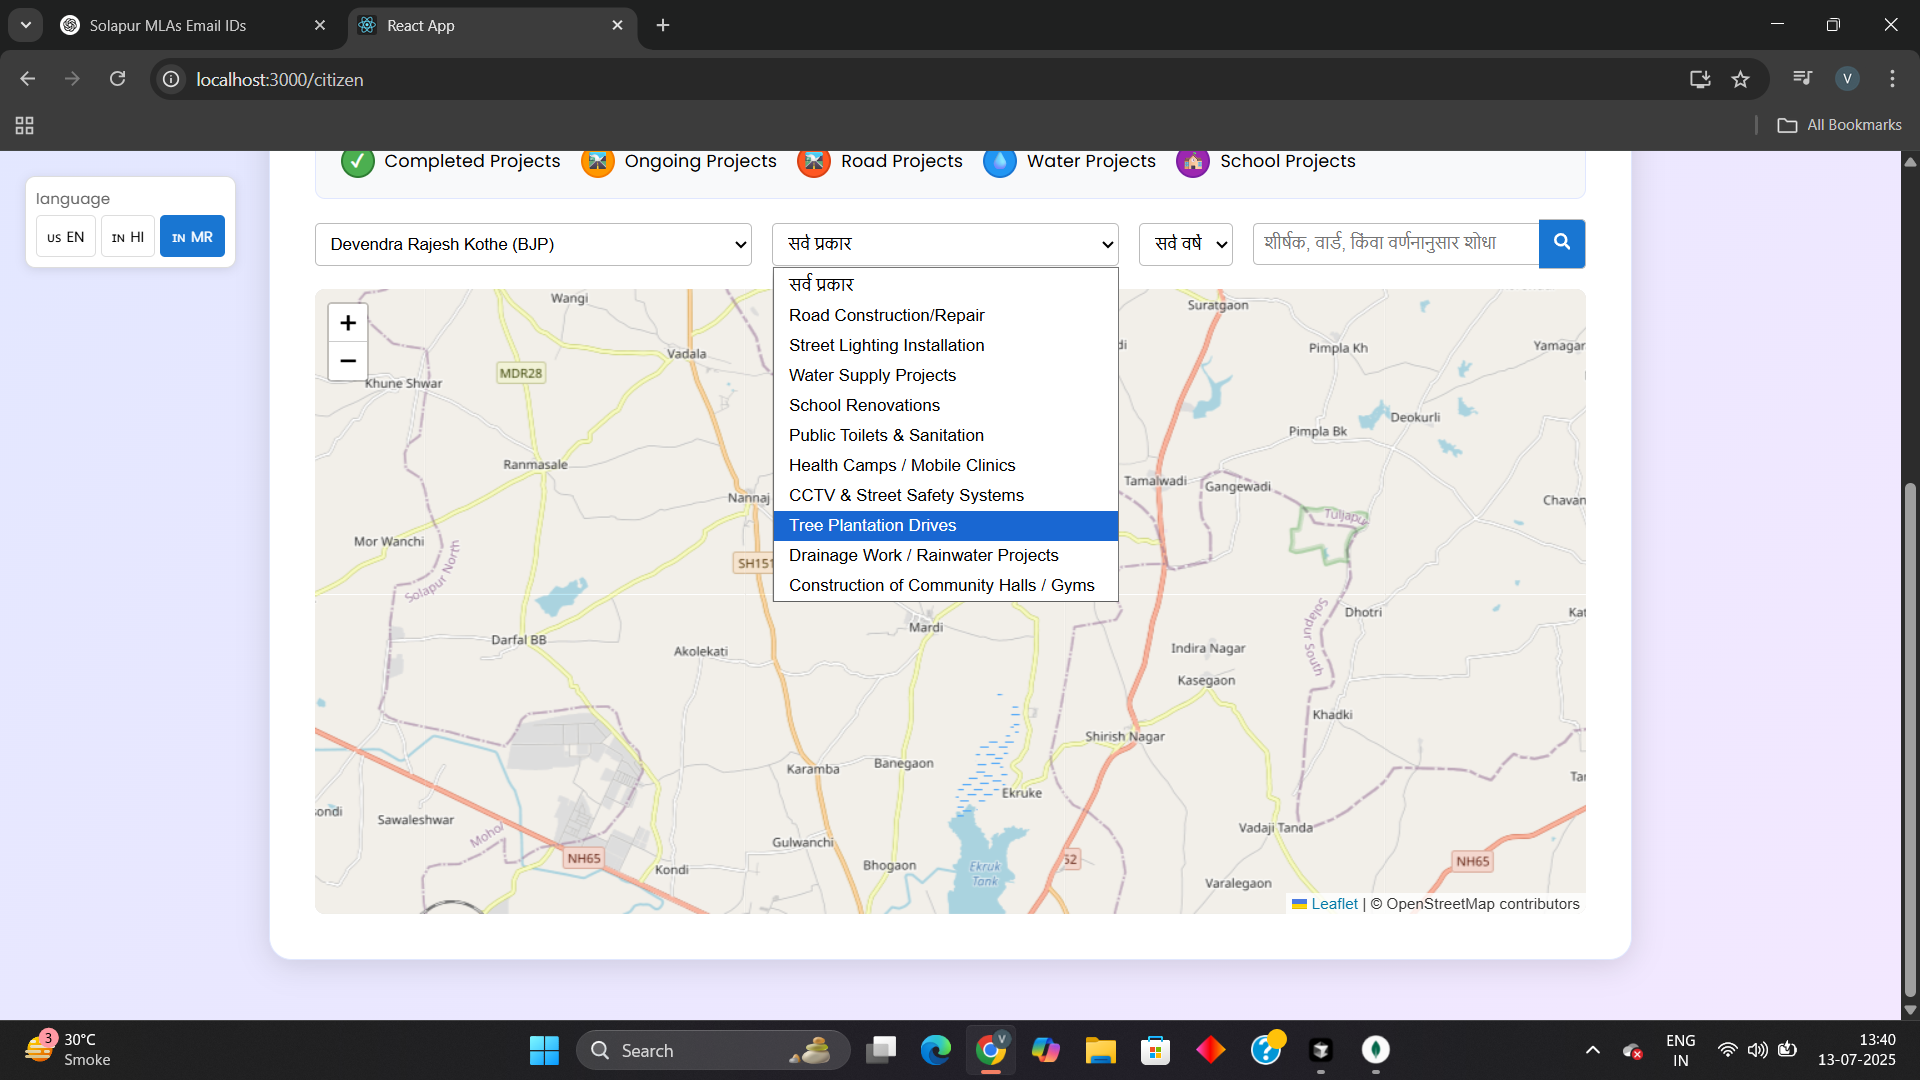 Solapur MLAs Email IDs
React App
localhost:3000/citizen
V
All Bookmarks
Completed Projects
Ongoing Projects
Road Projects
Water Projects
School Projects
language
US EN
IN HI
IN MR
Devendra Rajesh Kothe (BJP)
सर्व प्रकार
सर्व वर्षे
शीर्षक, वार्ड, किंवा वर्णनानुसार शोधा
सर्व प्रकार
Road Construction/Repair
Street Lighting Installation
Water Supply Projects
School Renovations
Public Toilets & Sanitation
Health Camps / Mobile Clinics
CCTV & Street Safety Systems
Tree Plantation Drives
Drainage Work / Rainwater Projects
Construction of Community Halls / Gyms
+
−
Wangi
Suratgaon
Vadala
Pimpla Kh
Yamagar
MDR28
Khune Shwar
Deokurli
Pimpla Bk
Ranmasale
Tamalwadi
Gangewadi
Nannaj
Chavan
Tuljapu
Mor Wanchi
SH151
Solapur North
Dhotri
Kat
Mardi
Darfal BB
Akolekati
Indira Nagar
Solapur South
Kasegaon
Khadki
Shirish Nagar
Karamba
Banegaon
Tar
Ekruke
ondi
Sawaleshwar
Mohol
Vadaji Tanda
Gulwanchi
NH65
Kondi
Bhogaon
Ekruk
Tank
52
NH65
Varalegaon
Leaflet | © OpenStreetMap contributors
3
30°C
Smoke
Search
V
ENG
IN
13:40
13-07-2025